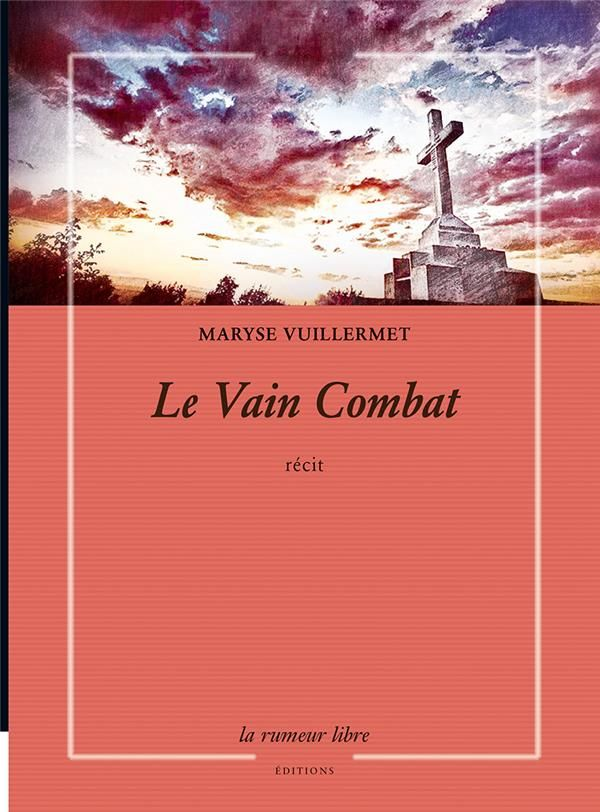 MARYSE VUILLERMET
Le Vain Combat
récit
la rumeur libre
ÉDITIONS